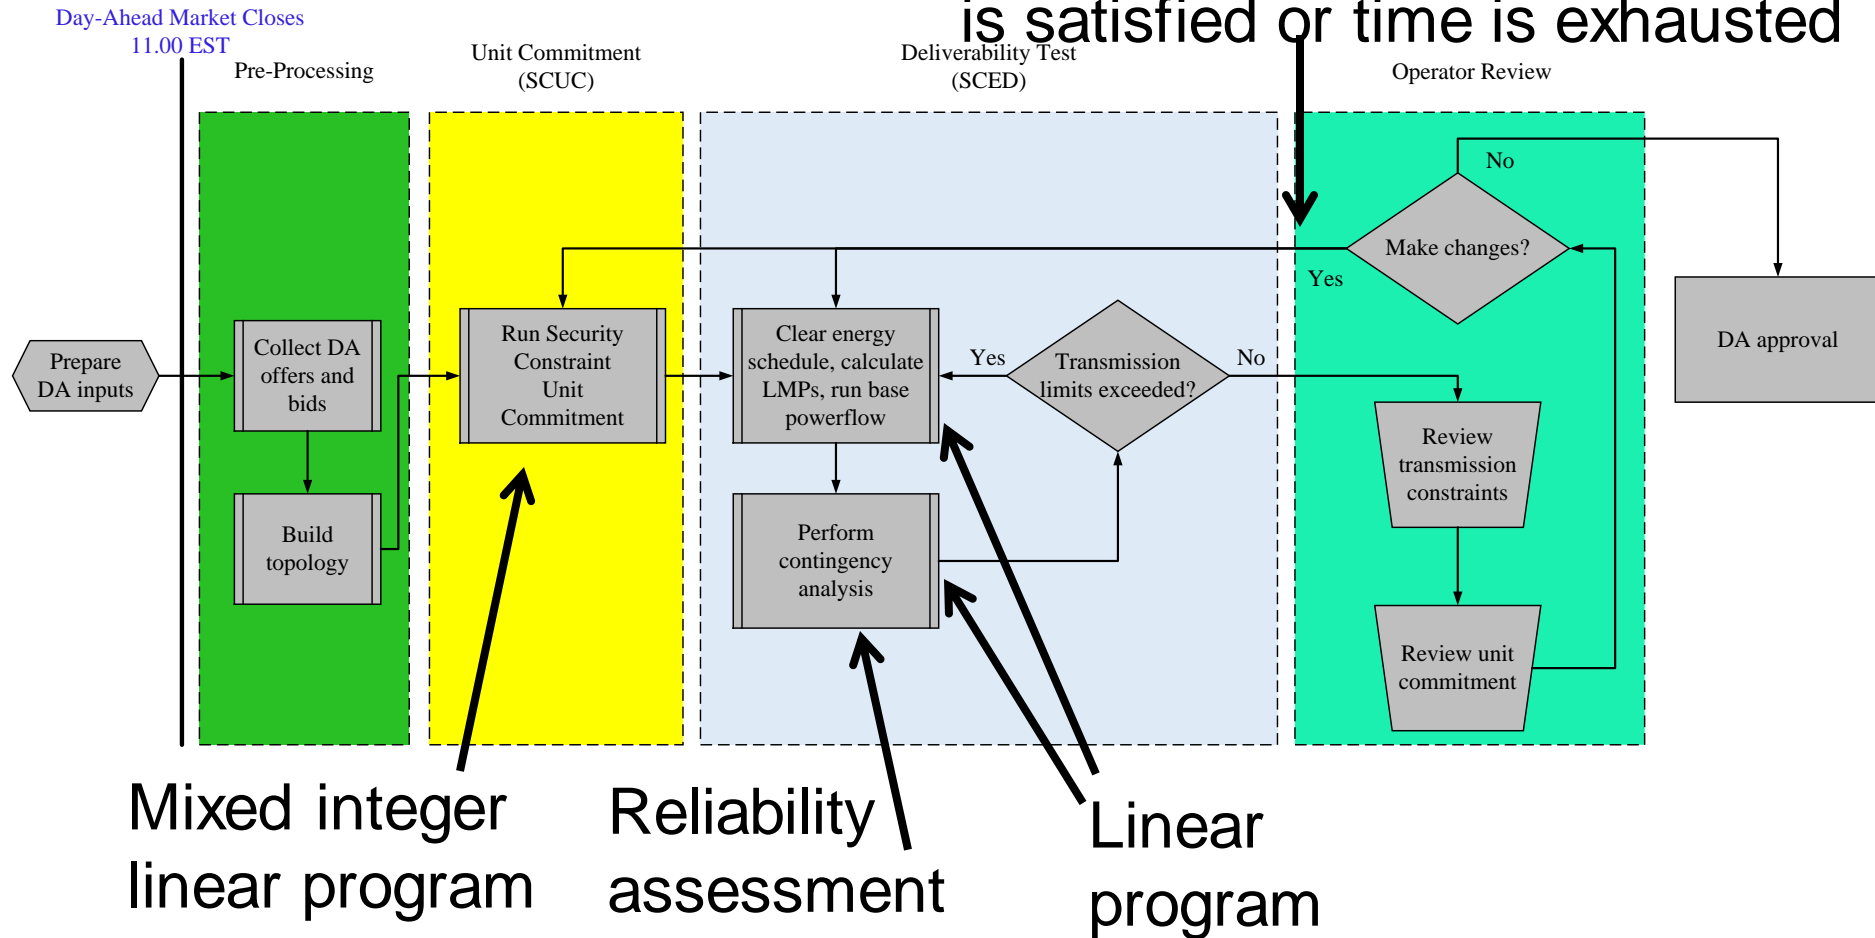 is satisfied or time is exhausted
Day-Ahead Market Closes
11.00 EST
Pre-Processing
Unit Commitment
(SCUC)
Deliverability Test
(SCED)
Operator Review
Prepare
DA inputs
Collect DA
offers and
bids
Build
topology
Run Security
Constraint
Unit
Commitment
Clear energy
schedule, calculate
LMPs, run base
powerflow
Perform
contingency
analysis
Yes
Transmission
limits exceeded?
No
Make changes?
Yes
No
Review
transmission
constraints
Review unit
commitment
DA approval
Mixed integer
linear program
Reliability
assessment
Linear
program